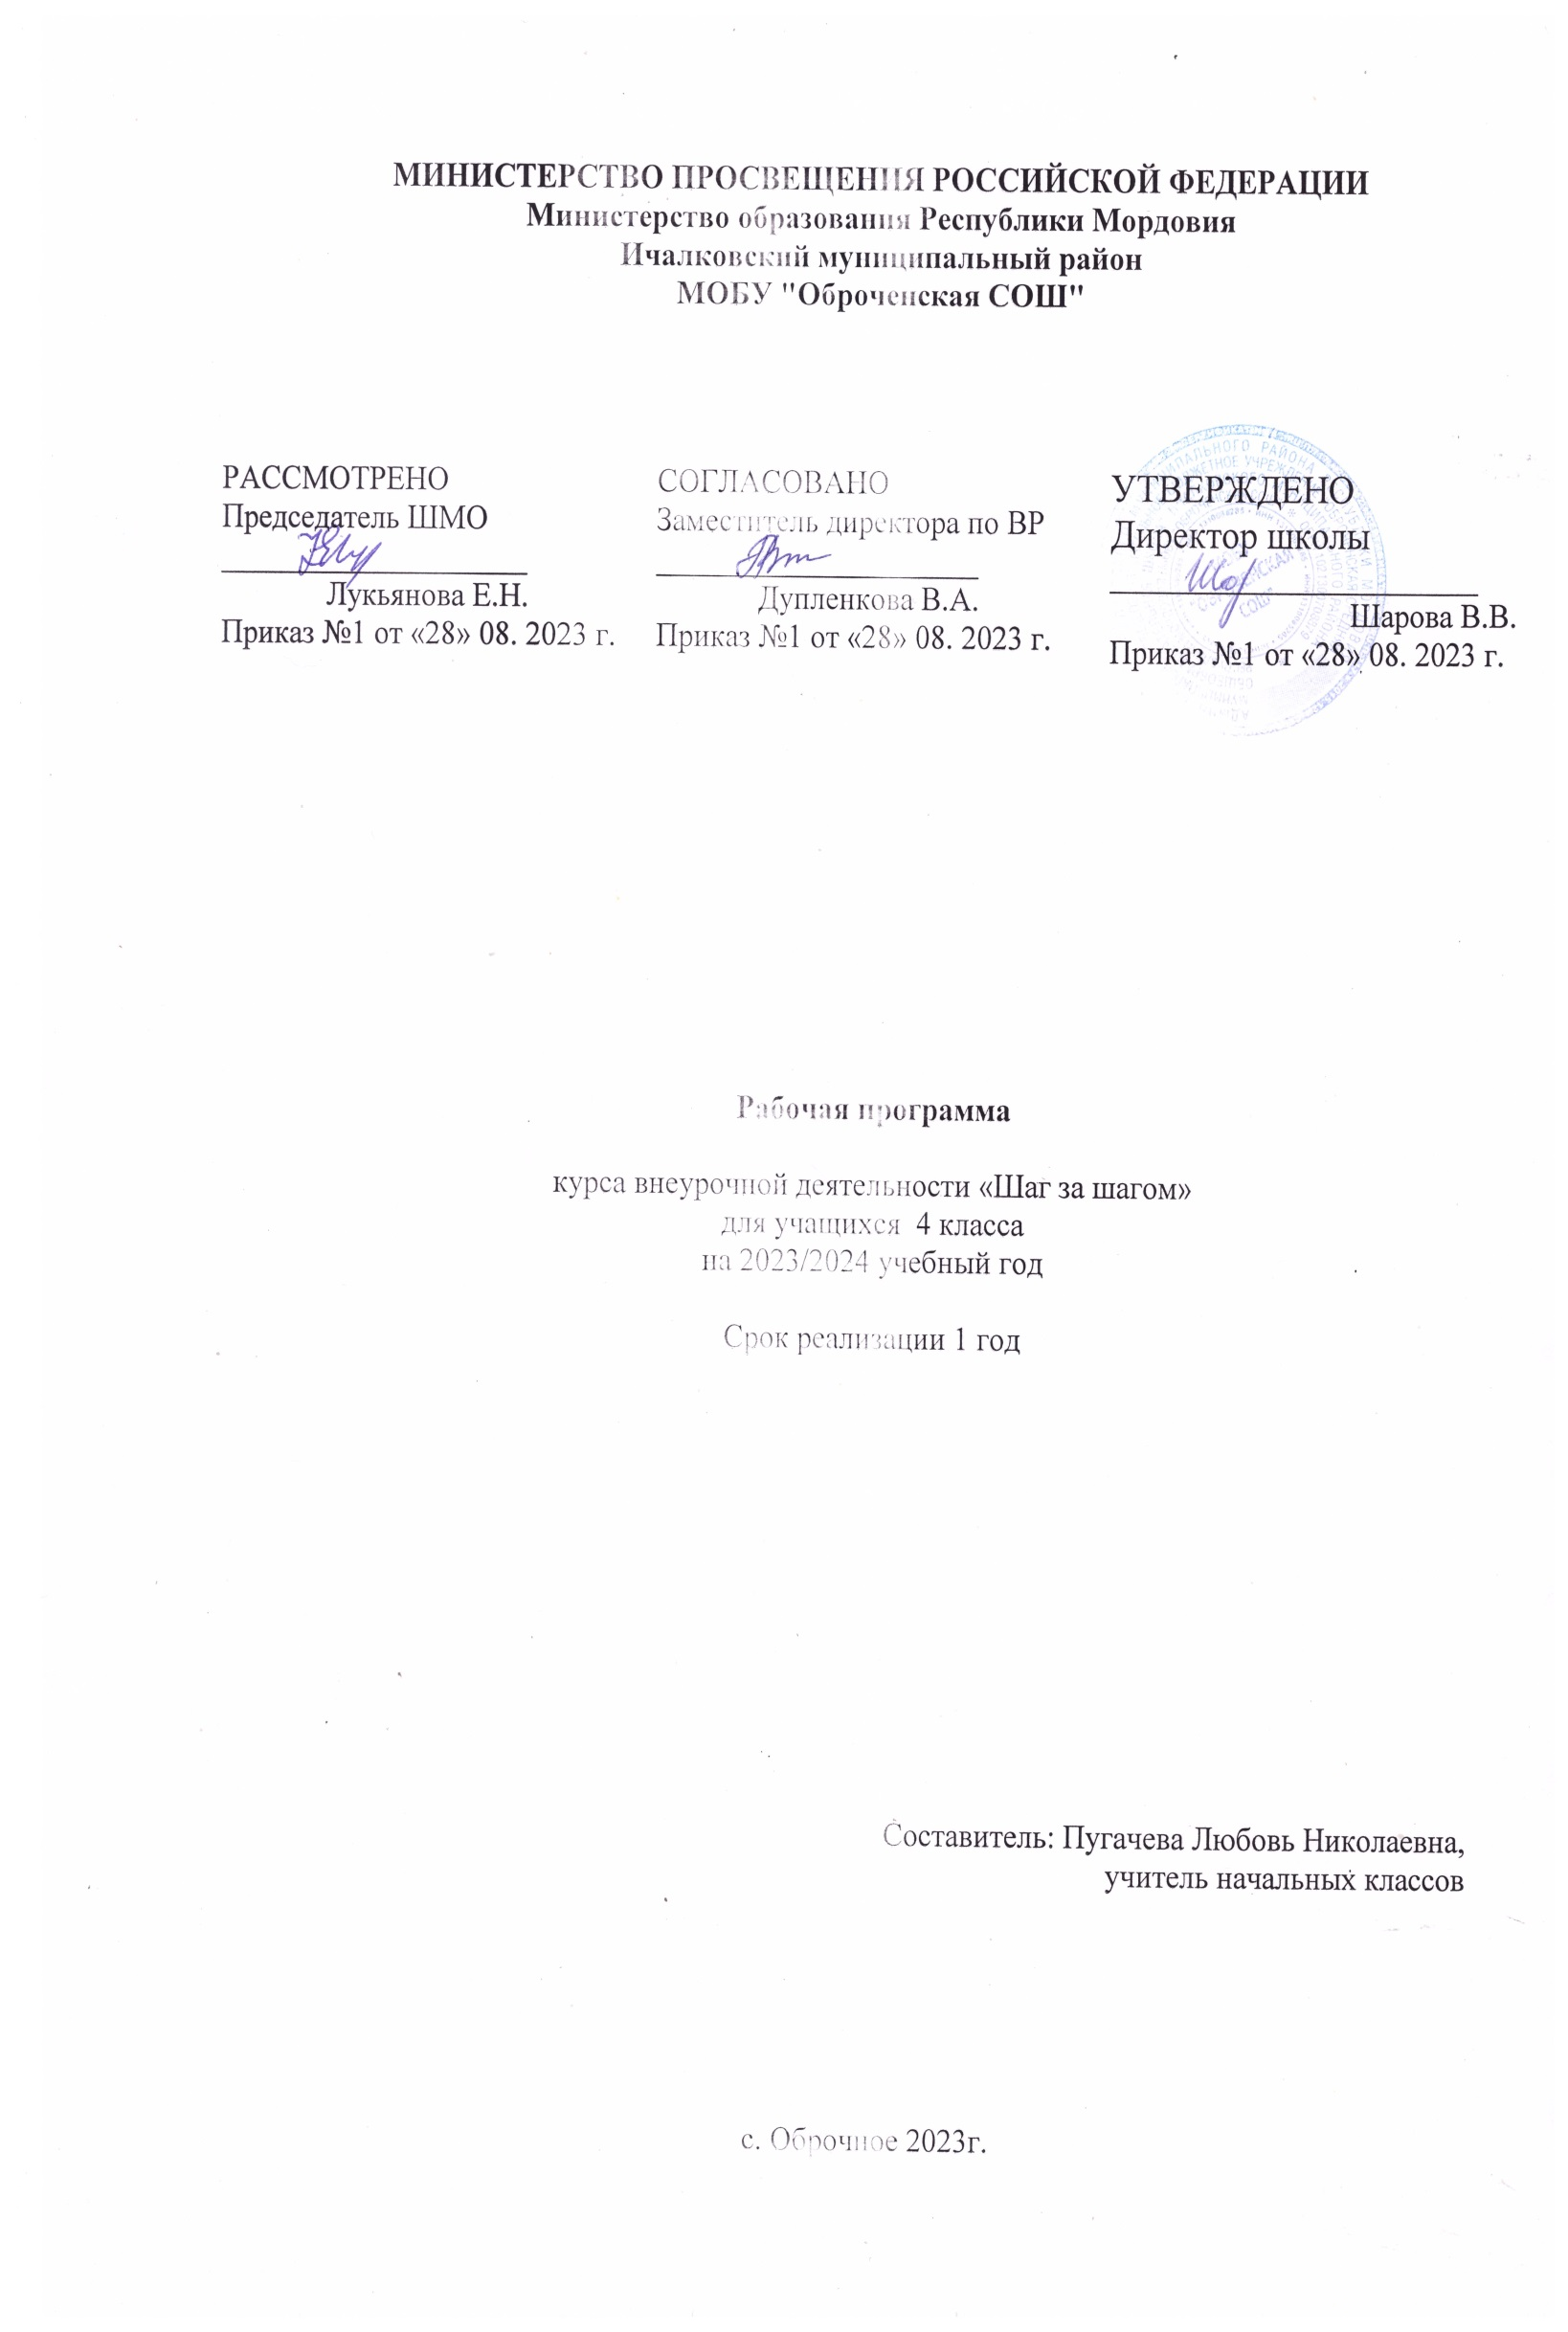 МИНИСТЕРСТВО ПРОСВЕЩЕНИЯ РОССИЙСКОЙ ФЕДЕРАЦИИ
Министерство образования Республики Мордовия
Ичалковский муниципальный район
МОБУ "Оброченская СОШ"
РАССМОТРЕНО
Председатель ШМО
Лукьянова Е.Н.
Приказ №1 от «28» 08. 2023 г.
СОГЛАСОВАНО
Заместитель директора по ВР
Дупленкова В.А.
Приказ №1 от «28» 08. 2023 г.
УТВЕРЖДЕНО
Директор школы
Шарова В.В.
Приказ №1 от «28» 08. 2023 г.
Рабочая программа
курса внеурочной деятельности «Шаг за шагом»
для учащихся 4 класса
на 2023/2024 учебный год
Срок реализации 1 год
Составитель: Пугачева Любовь Николаевна,
учитель начальных классов
с. Оброчное 2023г.